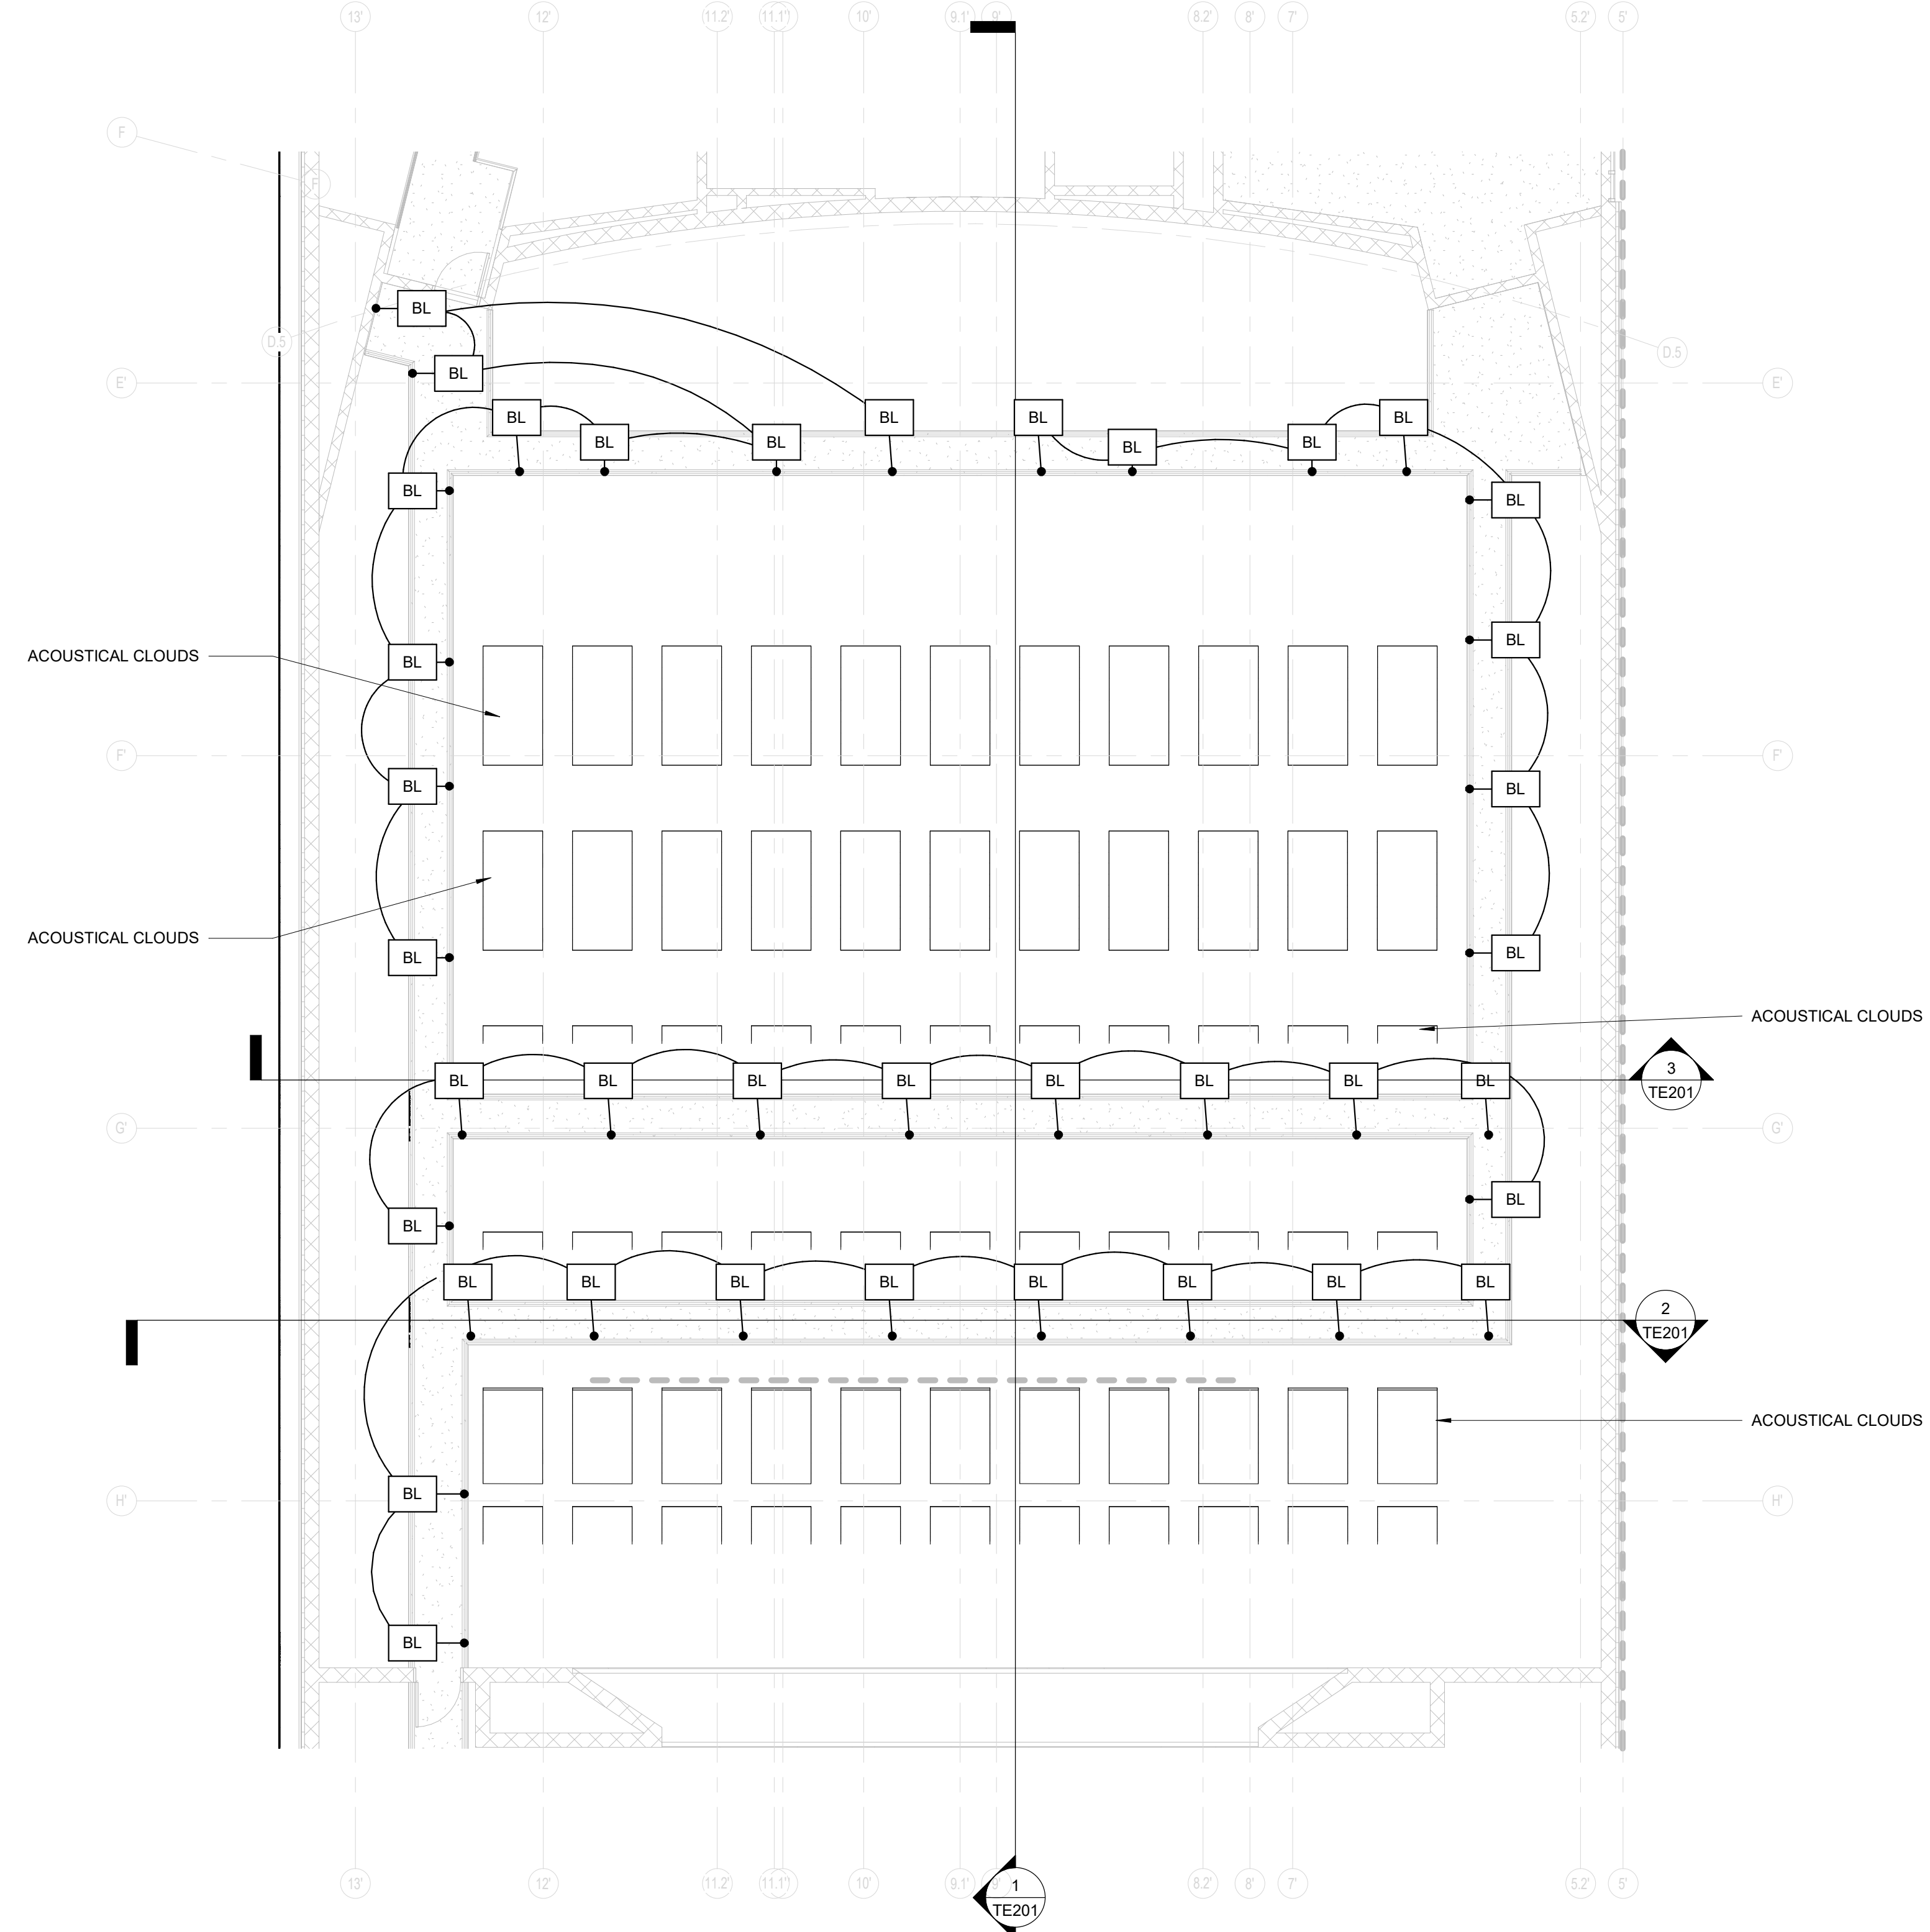 13' 12' 11.2' 11.1' 10' 9.1' 9' 8.2' 8' 7' 5.2' 5'
F
F
BL
D.5
D.5
BL
E' E'
BL BL BL BL
BL BL BL BL
BL BL
BL
ACOUSTICAL CLOUDS
BL
F' F'
BL BL
ACOUSTICAL CLOUDS
BL BL
ACOUSTICAL CLOUDS
3
TE201
BL BL BL BL BL BL BL BL
G' G'
BL
BL
BL BL BL BL BL BL BL BL
2
TE201
ACOUSTICAL CLOUDS
BL
H' H'
BL
13' 12' 11.2' 11.1' 10' 9.1' 9' 8.2' 8' 7' 5.2' 5'
1
TE201